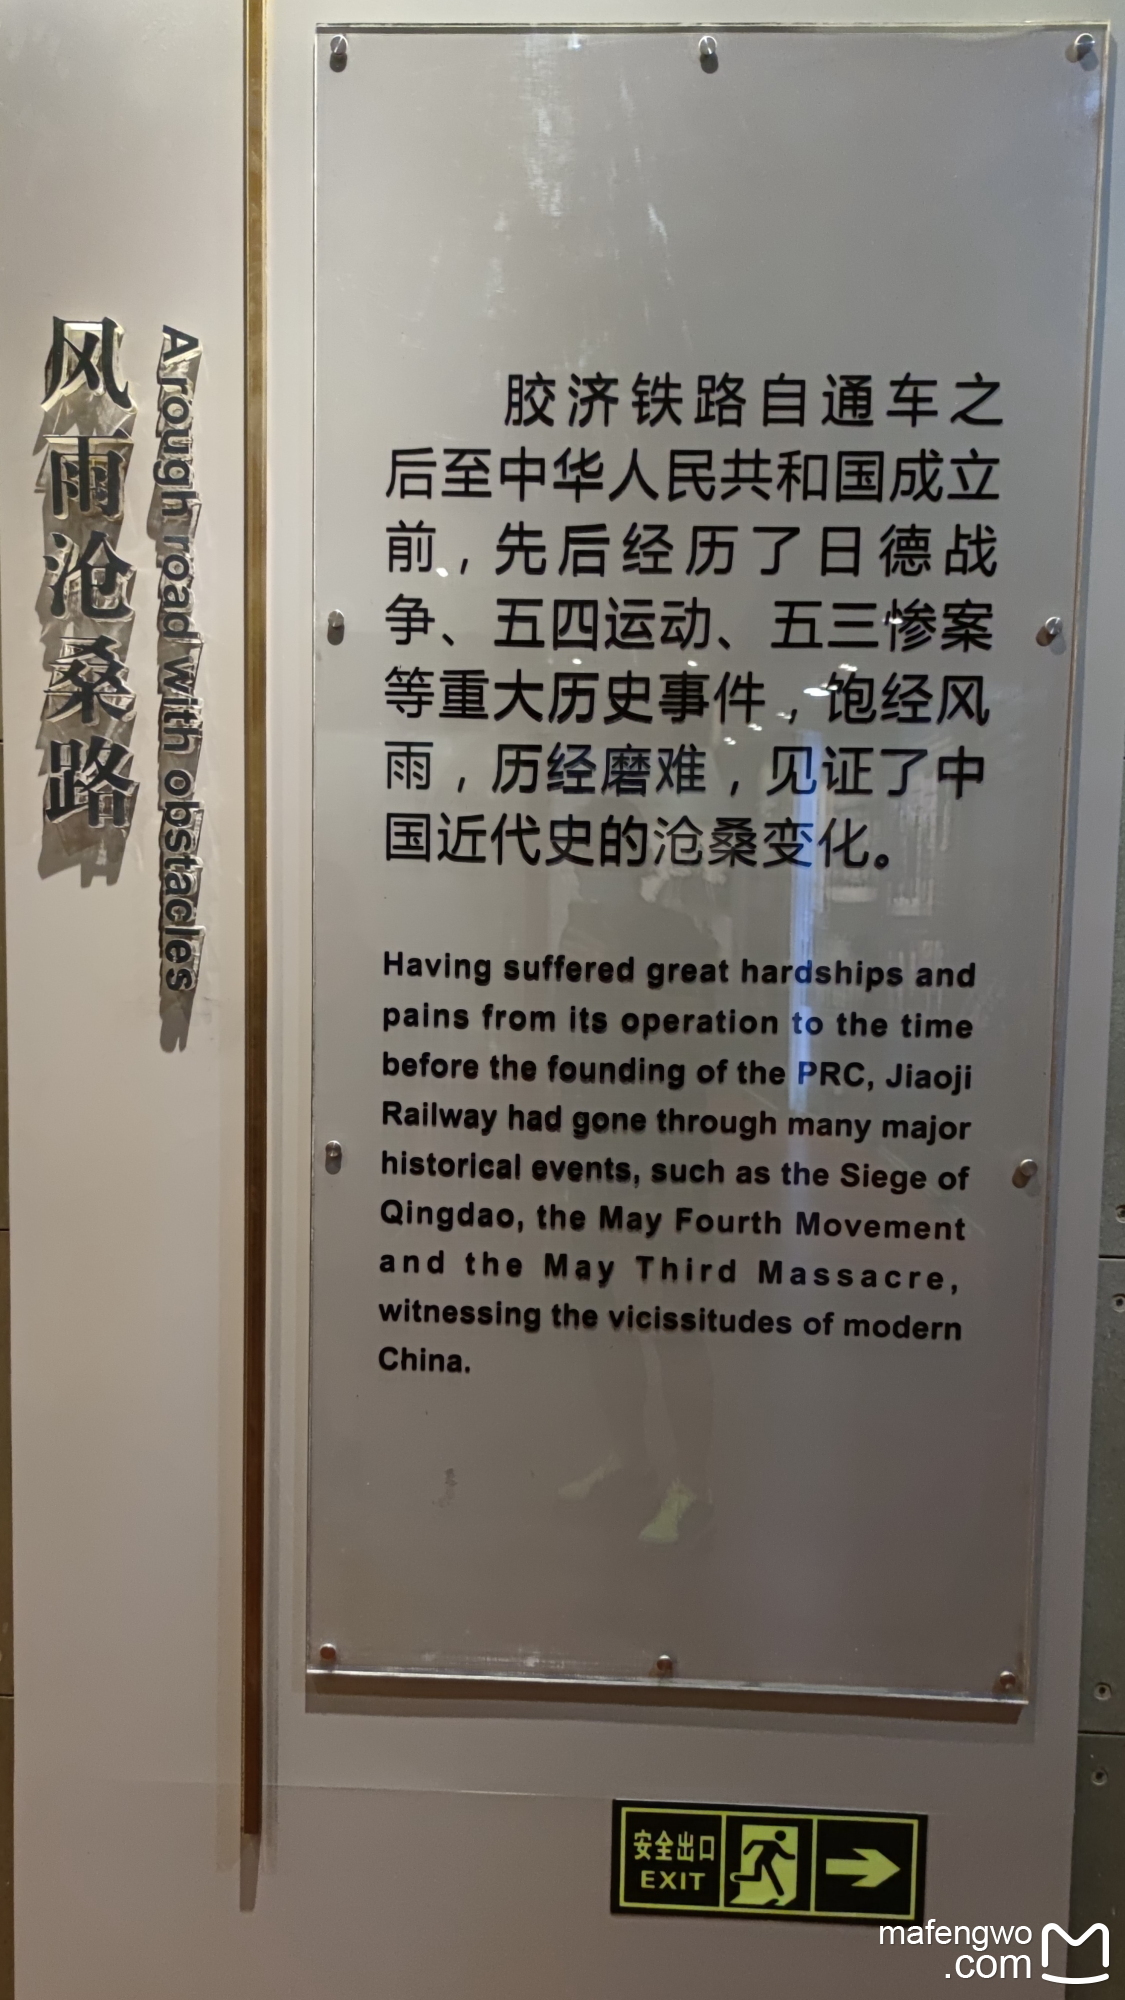 风雨沧桑路
A rough road with obstacles
胶济铁路自通车之
后至中华人民共和国成立
前，先后经历了日德战
争、五四运动、五三惨案
等重大历史事件，饱经风
雨，历经磨难，见证了中
国近代史的沧桑变化。
Having suffered great hardships and
pains from its operation to the time
before the founding of the PRC, Jiaoji
Railway had gone through many major
historical events, such as the Siege of
Qingdao, the May Fourth Movement
and the May Third Massacre,
witnessing the vicissitudes of modern
China.
安全出口
EXIT
mafengwo
.com